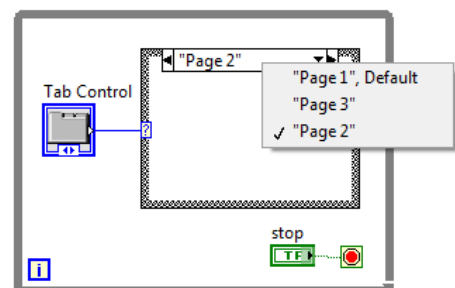 "Page 2"
"Page 1", Default
"Page 3"
✓ "Page 2"
Tab Control
?
stop
TF
i